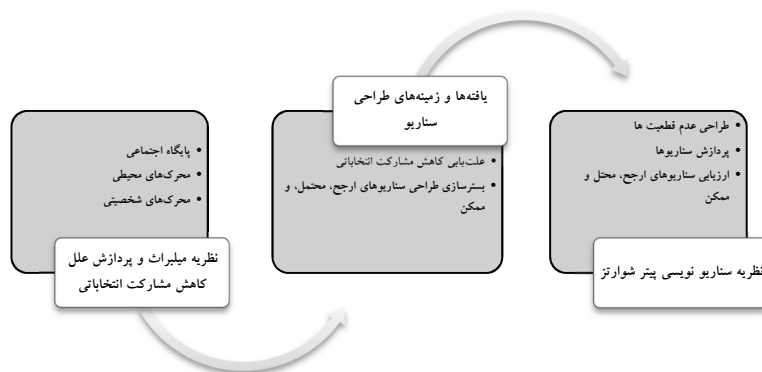 پایگاه اجتماعی
محرک‌های محیطی
محرک‌های شخصیتی
نظریه میلبراث و پردازش علل
کاهش مشارکت انتخاباتی
یافته‌ها و زمینه‌های طراحی
سناریو
علت‌یابی کاهش مشارکت انتخاباتی
بسترسازی طراحی سناریوهای ارجح، محتمل، و
ممکن
طراحی عدم قطعیت ها
پردازش سناریوها
ارزیابی سناریوهای ارجح، محتل و
ممکن
نظریه سناریو نویسی پیتر شوارتز